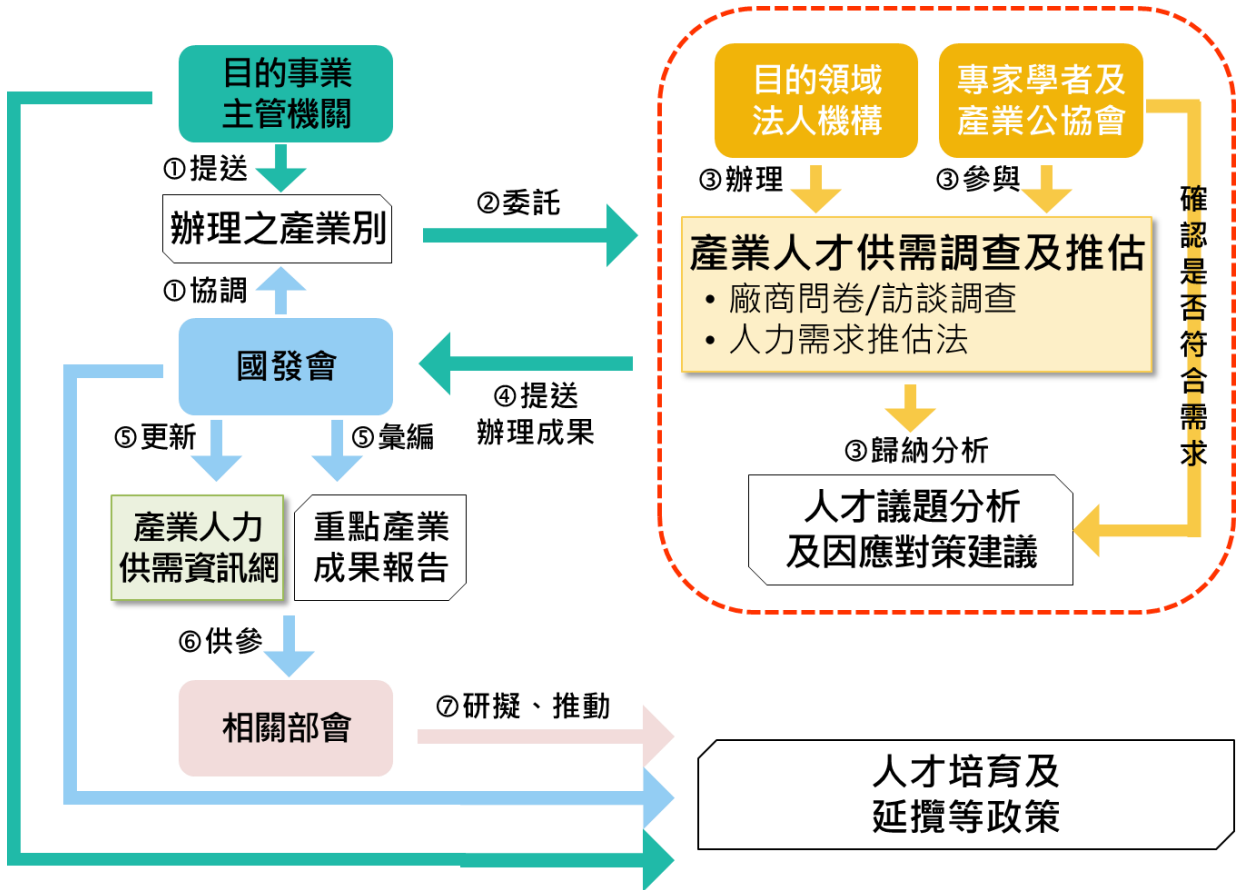 目的事業
主管機關
①提送
辦理之產業別
①協調
國發會
②委託
④提送
辦理成果
⑤更新
⑤彙編
產業人力
供需資訊網
重點產業
成果報告
⑥供參
相關部會
⑦研擬、推動
目的領域
法人機構
專家學者及
產業公協會
③辦理
③參與
產業人才供需調查及推估
• 廠商問卷/訪談調查
• 人力需求推估法
③歸納分析
人才議題分析
及因應對策建議
確認是否符合需求
人才培育及
延攬等政策